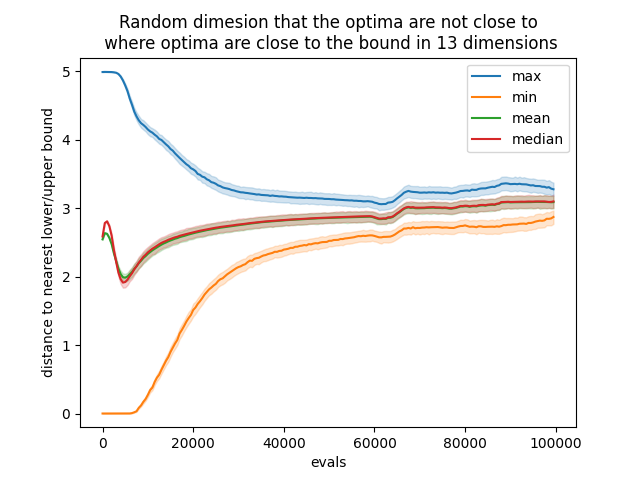 Random dimesion that the optima are not close to
where optima are close to the bound in 13 dimensions
max
min
mean
median
distance to nearest lower/upper bound
5
4
3
2
1
0
0
20000
40000
60000
80000
100000
evals